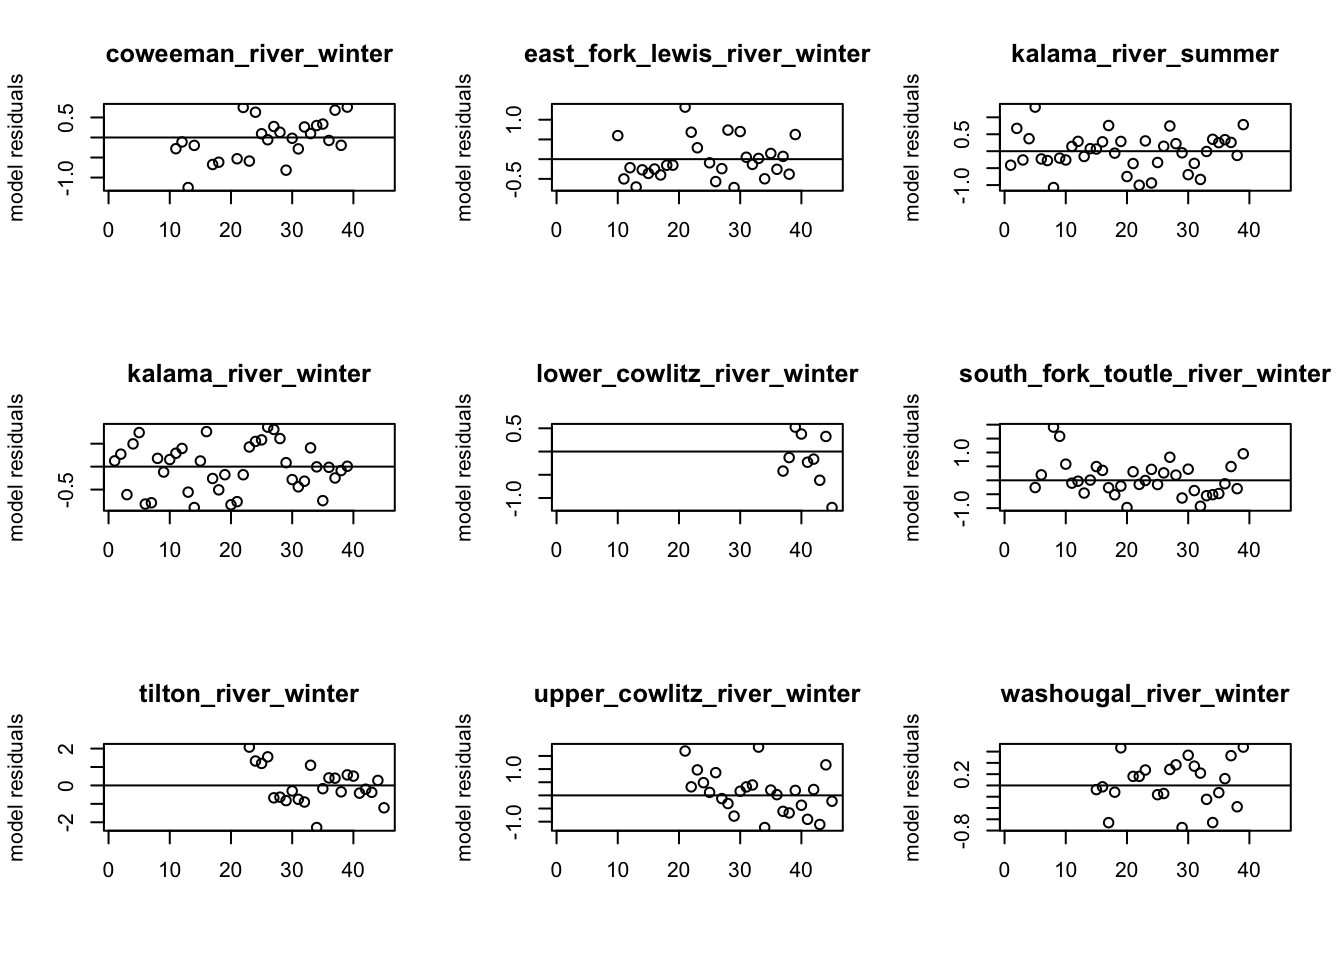 coweeman_river_winter
model residuals
0.5
-1.0
0 10 20 30 40
east_fork_lewis_river_winter
model residuals
1.0
-0.5
0 10 20 30 40
kalama_river_summer
model residuals
0.5
-1.0
0 10 20 30 40
kalama_river_winter
model residuals
-0.5
0 10 20 30 40
lower_cowlitz_river_winter
model residuals
0.5
-1.0
0 10 20 30 40
south_fork_toutle_river_winter
model residuals
1.0
-1.0
0 10 20 30 40
tilton_river_winter
model residuals
2
0
-2
0 10 20 30 40
upper_cowlitz_river_winter
model residuals
1.0
-1.0
0 10 20 30 40
washougal_river_winter
model residuals
0.2
-0.8
0 10 20 30 40